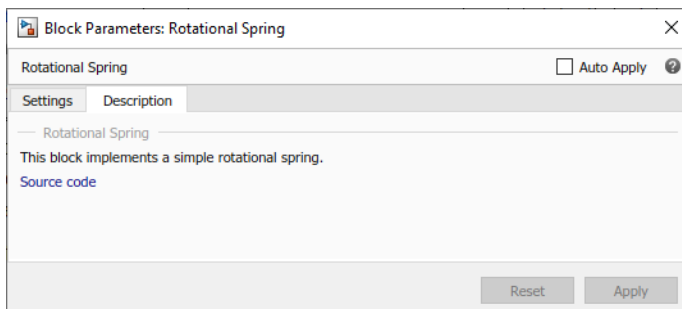 Block Parameters: Rotational Spring
Rotational Spring Auto Apply
Settings Description
Rotational Spring
This block implements a simple rotational spring.
Source code
Reset Apply